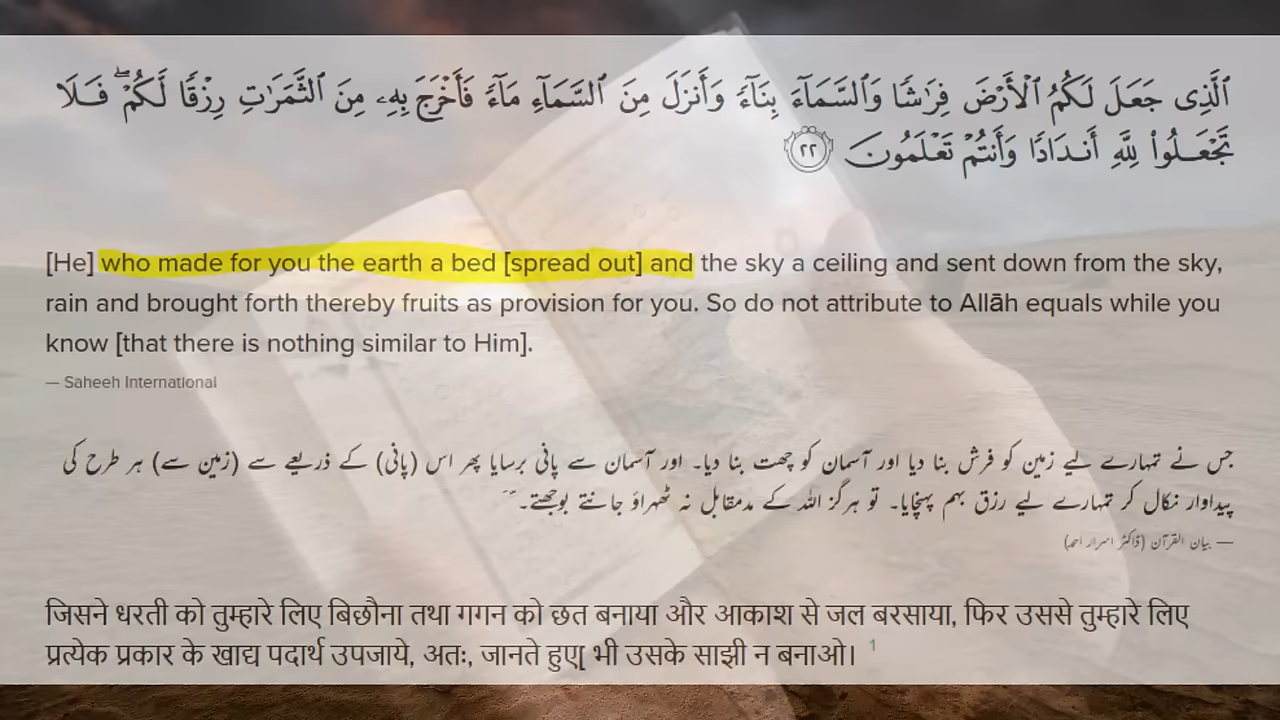 ٱلَّذِى جَعَلَ لَكُمُ ٱلْأَرْضَ فِرَٰشًا وَٱلسَّمَآءَ بِنَآءً وَأَنزَلَ مِنَ ٱلسَّمَآءِ مَآءً فَأَخْرَجَ بِهِۦ مِنَ ٱلثَّمَرَٰتِ رِزْقًا لَّكُمْ ۖ فَلَا
تَجْعَلُوا۟ لِلَّهِ أَندَادًا وَأَنتُمْ تَعْلَمُونَ ٢٢
[He] who made for you the earth a bed [spread out] and the sky a ceiling and sent down from the sky,
rain and brought forth thereby fruits as provision for you. So do not attribute to Allāh equals while you
know [that there is nothing similar to Him].
— Saheeh International
جس نے تمہارے لیے زمین کو فرش بنا دیا اور آسمان کو چھت بنا دیا۔ اور آسمان سے پانی برسایا پھر اس (پانی) کے ذریعے سے (زمین سے) ہر طرح کی
پیداوار نکال کر تمہارے لیے رزق بہم پہنچایا۔ تو ہرگز اللہ کے مدمقابل نہ ٹھہراؤ جانتے بوجھتے۔
— بیان القرآن (ڈاکٹر اسرار احمد)
जिसने धरती को तुम्हारे लिए बिछौना तथा गगन को छत बनाया और आकाश से जल बरसाया, फिर उससे तुम्हारे लिए
प्रत्येक प्रकार के खाद्य पदार्थ उपजाये, अतः, जानते हुए[ भी उसके साझी न बनाओ। 1